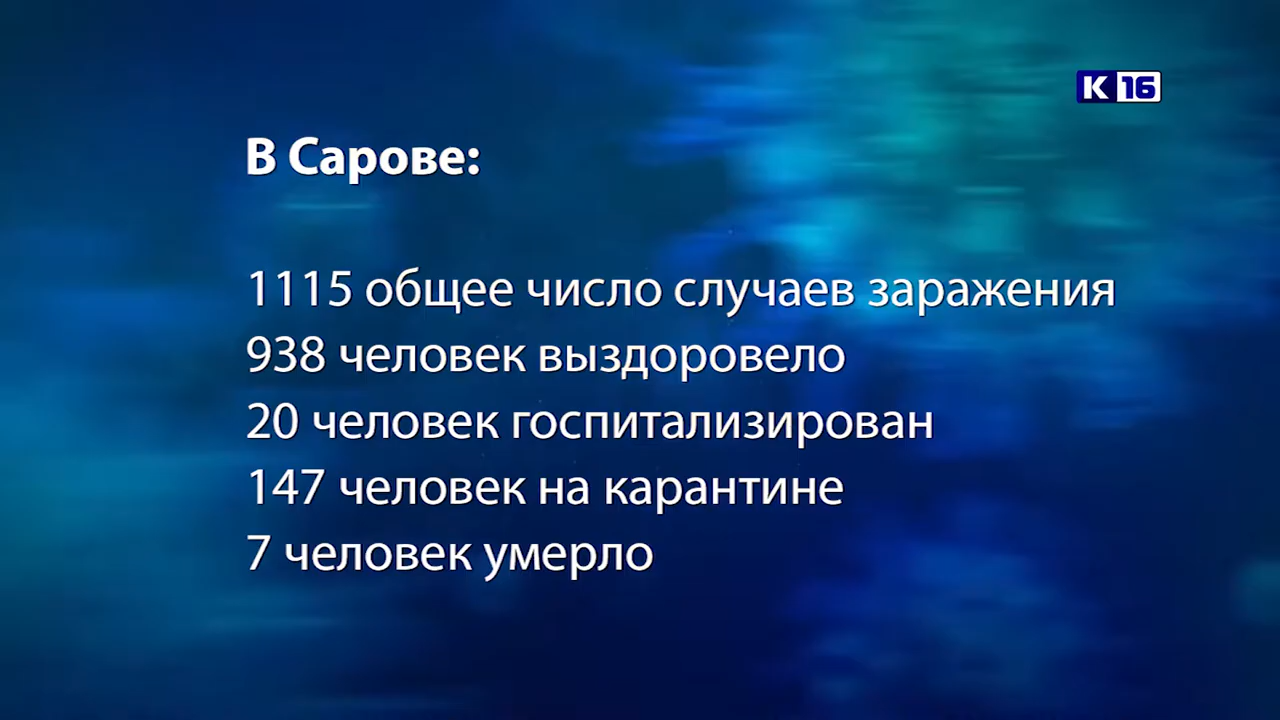 К 16
В Сарове:
1115 общее число случаев заражения
938 человек выздоровело
20 человек госпитализирован
147 человек на карантине
7 человек умерло